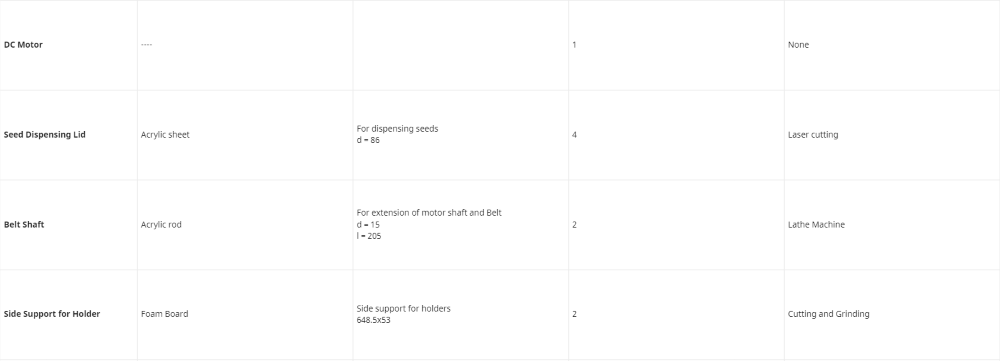 DC Motor
----
1
None
Seed Dispensing Lid
Acrylic sheet
For dispensing seeds
d = 86
4
Laser cutting
Belt Shaft
Acrylic rod
For extension of motor shaft and Belt
d = 15
l = 205
2
Lathe Machine
Side Support for Holder
Foam Board
Side support for holders
648.5x53
2
Cutting and Grinding